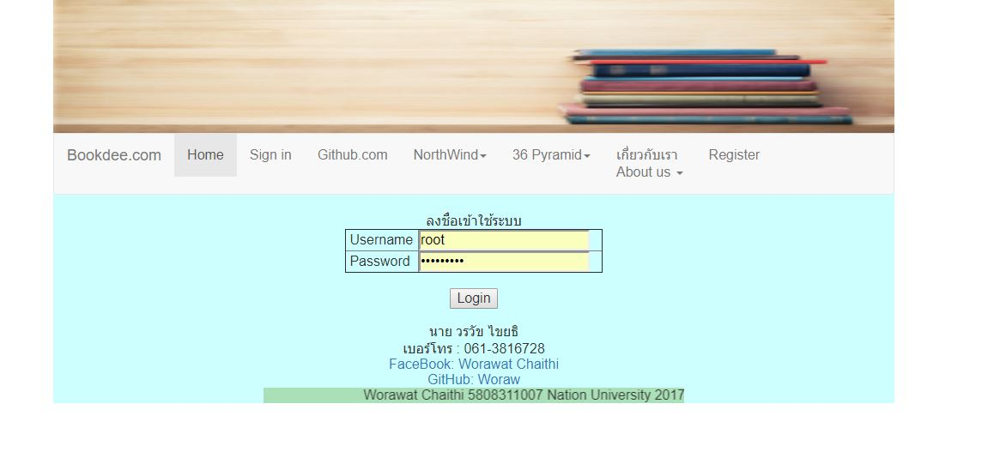 Bookdee.com Home Sign in Github.com NorthWind 36 Pyramid เกี่ยวกับเรา Register
About us
ลงชื่อเข้าใช้ระบบ
Username root
Password •••••••••
Login
นาย วรวัช ไขยธิ
เบอร์โทร : 061-3816728
FaceBook: Worawat Chaithi
GitHub: Woraw
Worawat Chaithi 5808311007 Nation University 2017